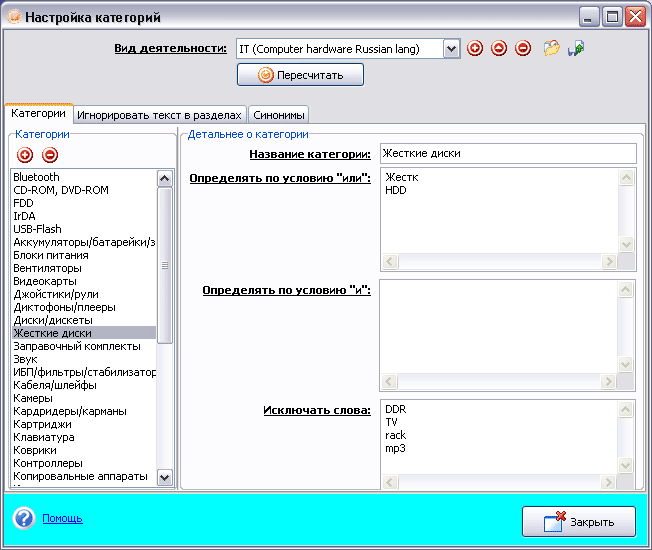 Настройка категорий
Вид деятельности: IT (Computer hardware Russian lang)
Пересчитать
Категории Игнорировать текст в разделах Синонимы
Категории
Bluetooth
CD-ROM, DVD-ROM
FDD
IrDA
USB-Flash
Аккумуляторы/батарейки/з
Блоки питания
Вентиляторы
Видеокарты
Джойстики/рули
Диктофоны/плееры
Диски/дискеты
Жесткие диски
Заправочный комплекты
Звук
ИБП/фильтры/стабилизатор
Кабеля/шлейфы
Камеры
Кардридеры/карманы
Картриджи
Клавиатура
Коврики
Контроллеры
Копировальные аппараты
Детальнее о категории
Название категории: Жесткие диски
Определять по условию "или": Жестк
HDD
Определять по условию "и":
Исключать слова: DDR
TV
rack
mp3
Помощь
Закрыть